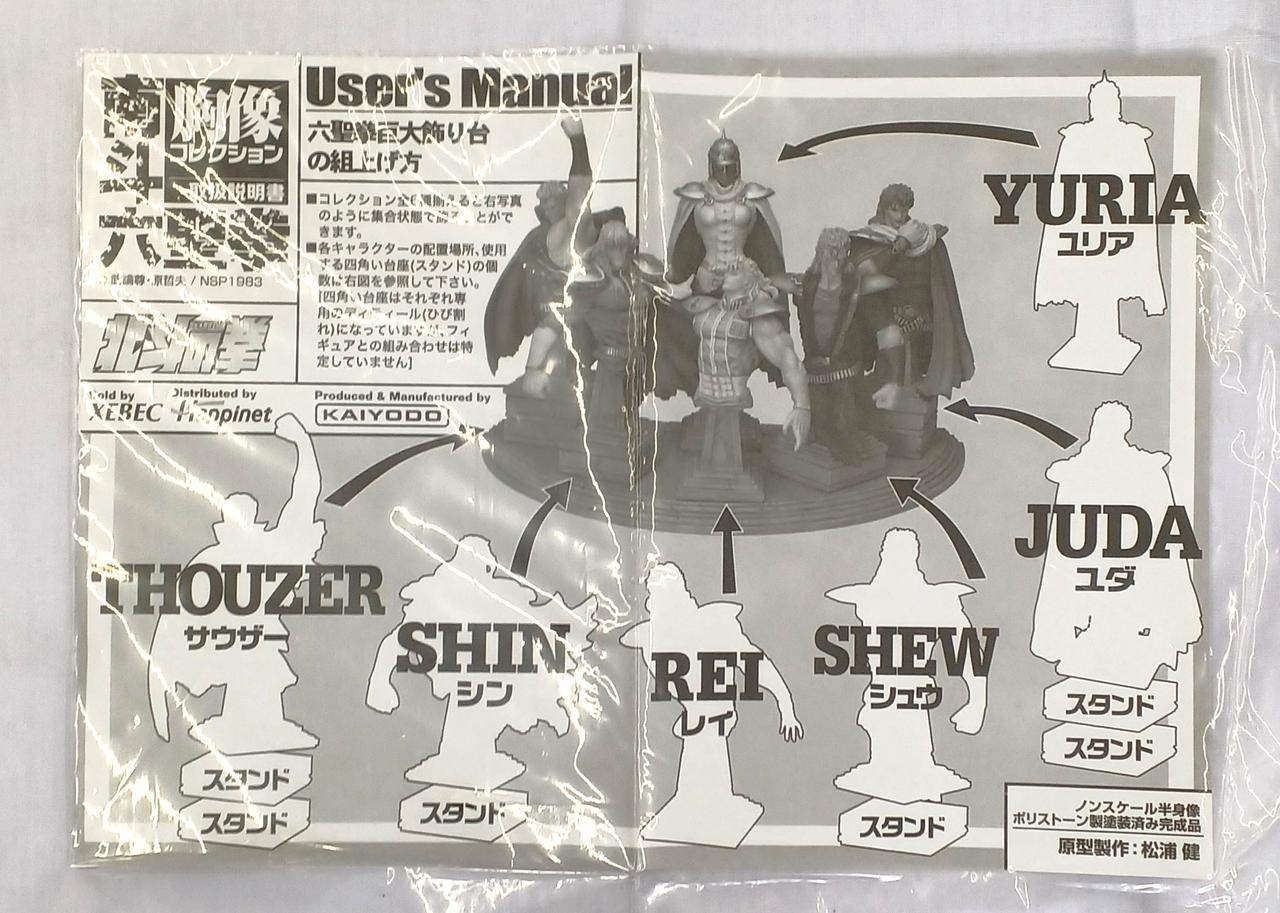 南斗六聖拳
胸像
コレクション
取扱説明書
武論尊・原哲夫 / NSP1983
北斗の拳
Sold by
XEBEC
Distributed by
Happinet
Produced & Manufactured by
KAIYODO
User's Manual
六聖拳巨大飾り台
の組上げ方
■コレクション全6種揃えると右写真
のように集合状態で飾ることがで
きます。
■各キャラクターの配置場所、使用
する四角い台座(スタンド)の個
数は右図を参照して下さい。
[四角い台座はそれぞれ専
用のディティール(ひび割
れ)になっていますが、フィ
ギュアとの組み合わせは特
定していません]
YURIA
ユリア
JUDA
ユダ
スタンド
スタンド
THOUZER
サウザー
スタンド
スタンド
SHIN
シン
スタンド
REI
レイ
SHEW
シュウ
スタンド
ノンスケール半身像
ポリストーン製塗装済み完成品
原型製作：松浦 健